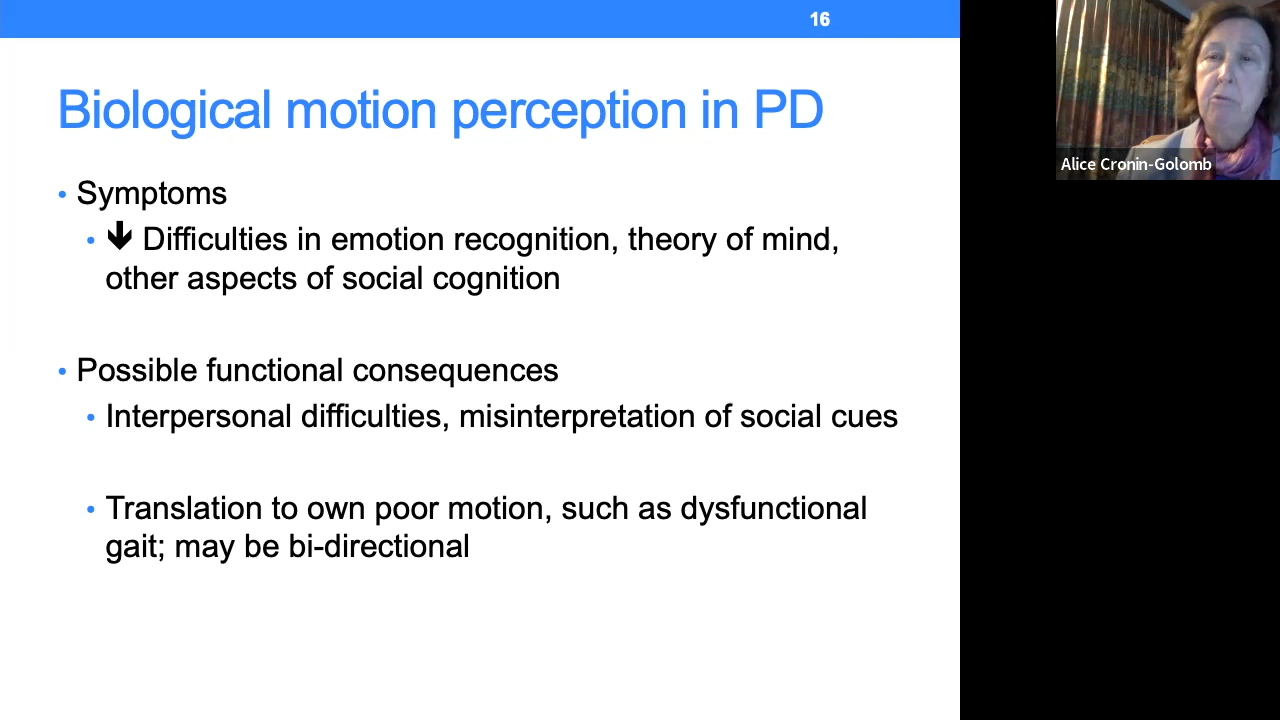 16
Biological motion perception in PD
• Symptoms
• 🡻 Difficulties in emotion recognition, theory of mind,
other aspects of social cognition
• Possible functional consequences
• Interpersonal difficulties, misinterpretation of social cues
• Translation to own poor motion, such as dysfunctional
gait; may be bi-directional
Alice Cronin-Golomb